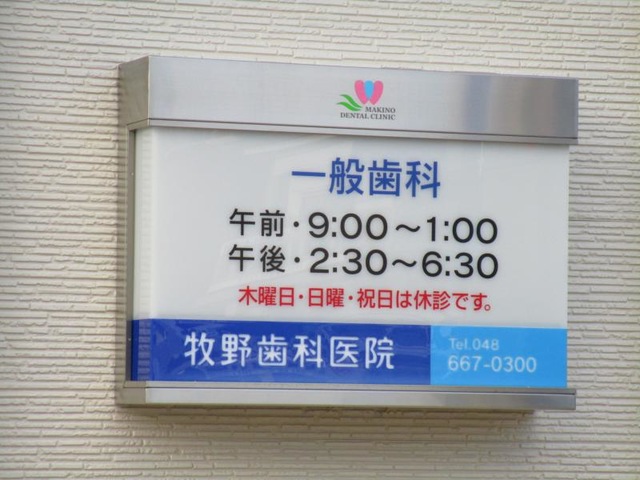 MAKINO
DENTAL CLINIC
一般歯科
午前・9:00～1:00
午後・2:30～6:30
木曜日・日曜・祝日は休診です。
牧野歯科医院
Tel.048
667-0300